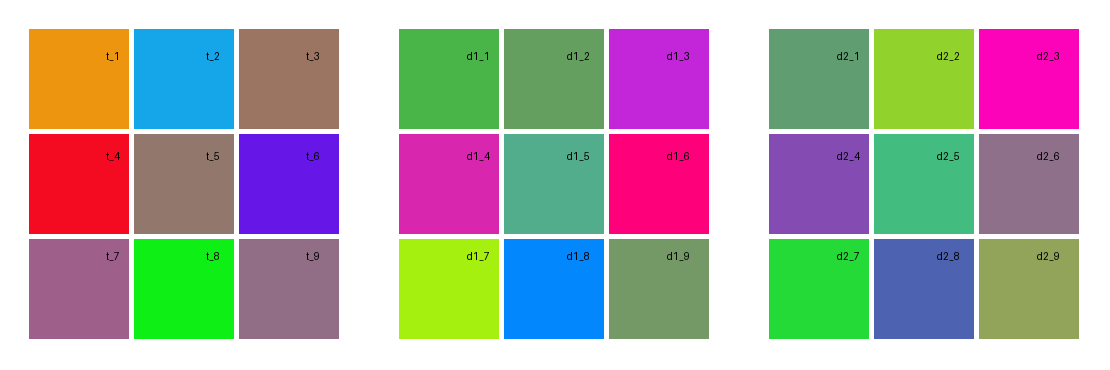 t_1 t_2 t_3 d1_1 d1_2 d1_3 d2_1 d2_2 d2_3
t_4 t_5 t_6 d1_4 d1_5 d1_6 d2_4 d2_5 d2_6
t_7 t_8 t_9 d1_7 d1_8 d1_9 d2_7 d2_8 d2_9